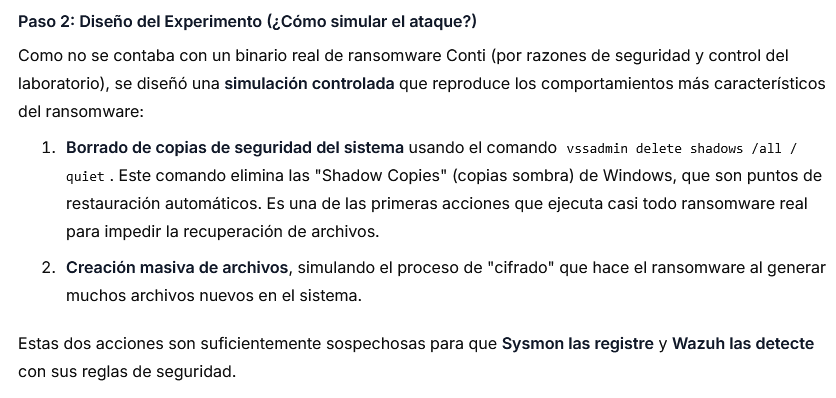 Paso 2: Diseño del Experimento (¿Cómo simular el ataque?)
Como no se contaba con un binario real de ransomware Conti (por razones de seguridad y control del
laboratorio), se diseñó una simulación controlada que reproduce los comportamientos más característicos
del ransomware:
1. Borrado de copias de seguridad del sistema usando el comando vssadmin delete shadows /all /
quiet . Este comando elimina las "Shadow Copies" (copias sombra) de Windows, que son puntos de
restauración automáticos. Es una de las primeras acciones que ejecuta casi todo ransomware real
para impedir la recuperación de archivos.
2. Creación masiva de archivos, simulando el proceso de "cifrado" que hace el ransomware al generar
muchos archivos nuevos en el sistema.
Estas dos acciones son suficientemente sospechosas para que Sysmon las registre y Wazuh las detecte
con sus reglas de seguridad.